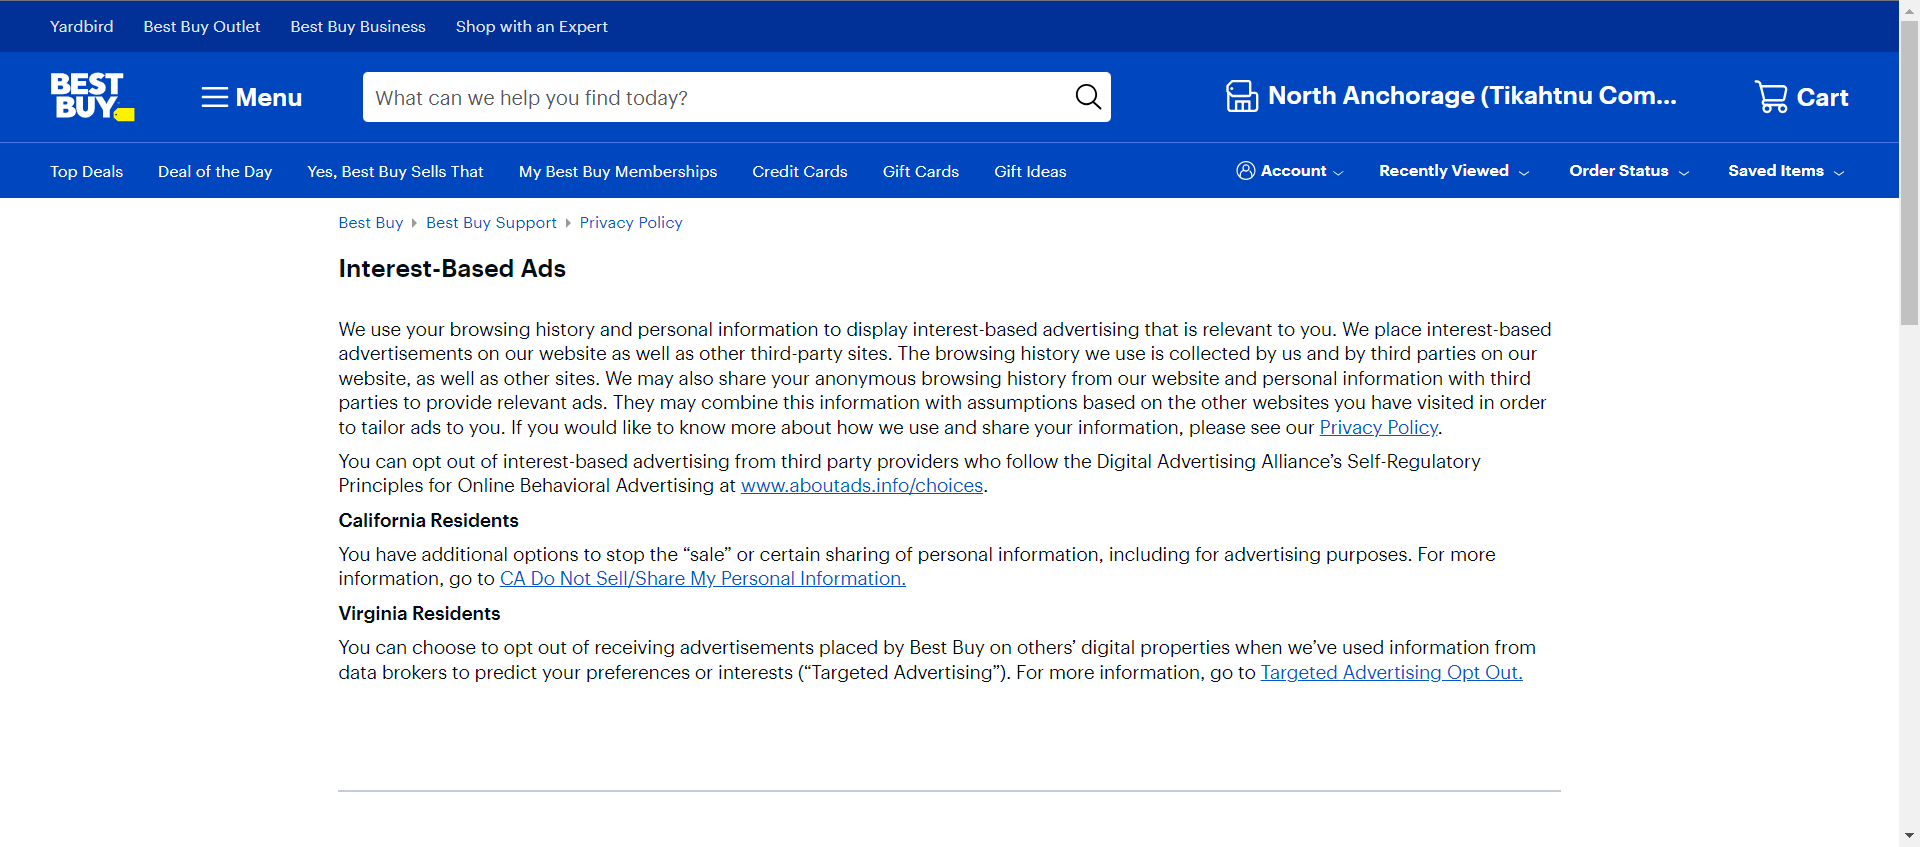 Yardbird Best Buy Outlet Best Buy Business Shop with an Expert
BEST
BUY
Menu
What can we help you find today?
North Anchorage (Tikahtnu Com...
Cart
Top Deals Deal of the Day Yes, Best Buy Sells That My Best Buy Memberships Credit Cards Gift Cards Gift Ideas Account Recently Viewed Order Status Saved Items
Best Buy Best Buy Support Privacy Policy
Interest-Based Ads
We use your browsing history and personal information to display interest-based advertising that is relevant to you. We place interest-based
advertisements on our website as well as other third-party sites. The browsing history we use is collected by us and by third parties on our
website, as well as other sites. We may also share your anonymous browsing history from our website and personal information with third
parties to provide relevant ads. They may combine this information with assumptions based on the other websites you have visited in order
to tailor ads to you. If you would like to know more about how we use and share your information, please see our Privacy Policy.
You can opt out of interest-based advertising from third party providers who follow the Digital Advertising Alliance’s Self-Regulatory
Principles for Online Behavioral Advertising at www.aboutads.info/choices.
California Residents
You have additional options to stop the “sale” or certain sharing of personal information, including for advertising purposes. For more
information, go to CA Do Not Sell/Share My Personal Information.
Virginia Residents
You can choose to opt out of receiving advertisements placed by Best Buy on others’ digital properties when we’ve used information from
data brokers to predict your preferences or interests (“Targeted Advertising”). For more information, go to Targeted Advertising Opt Out.